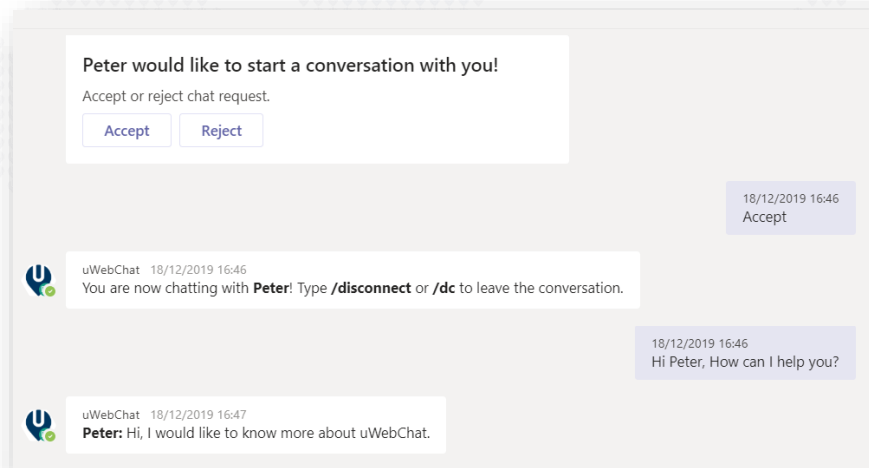 Peter would like to start a conversation with you!
Accept or reject chat request.
Accept Reject
18/12/2019 16:46
Accept
uWebChat 18/12/2019 16:46
You are now chatting with Peter! Type /disconnect or /dc to leave the conversation.
18/12/2019 16:46
Hi Peter, How can I help you?
uWebChat 18/12/2019 16:47
Peter: Hi, I would like to know more about uWebChat.